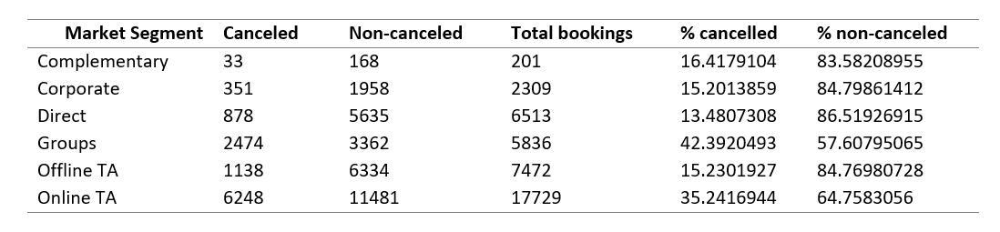 Market Segment Canceled Non-canceled Total bookings % cancelled % non-canceled
Complementary 33 168 201 16.4179104 83.58208955
Corporate 351 1958 2309 15.2013859 84.79861412
Direct 878 5635 6513 13.4807308 86.51926915
Groups 2474 3362 5836 42.3920493 57.60795065
Offline TA 1138 6334 7472 15.2301927 84.76980728
Online TA 6248 11481 17729 35.2416944 64.7583056